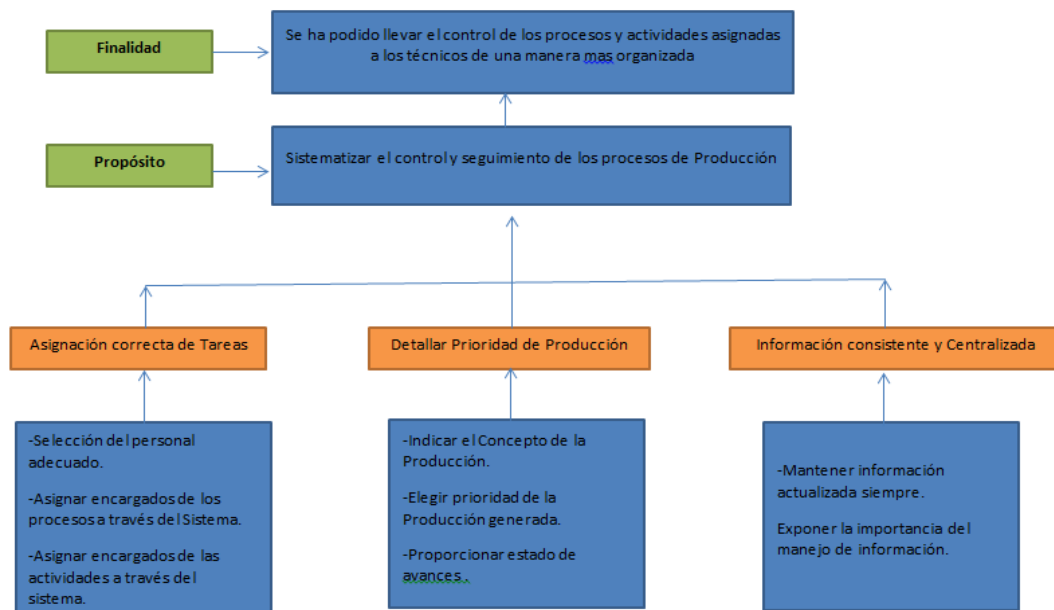 Finalidad
Se ha podido llevar el control de los procesos y actividades asignadas
a los técnicos de una manera mas organizada
Propósito
Sistematizar el control y seguimiento de los procesos de Producción
Asignación correcta de Tareas
Detallar Prioridad de Producción
Información consistente y Centralizada
-Selección del personal
adecuado.
-Asignar encargados de los
procesos a través del Sistema.
-Asignar encargados de las
actividades a través del
sistema.
-Indicar el Concepto de la
Producción.
-Elegir prioridad de la
Producción generada.
-Proporcionar estado de
avances .
-Mantener información
actualizada siempre.
Exponer la importancia del
manejo de información.